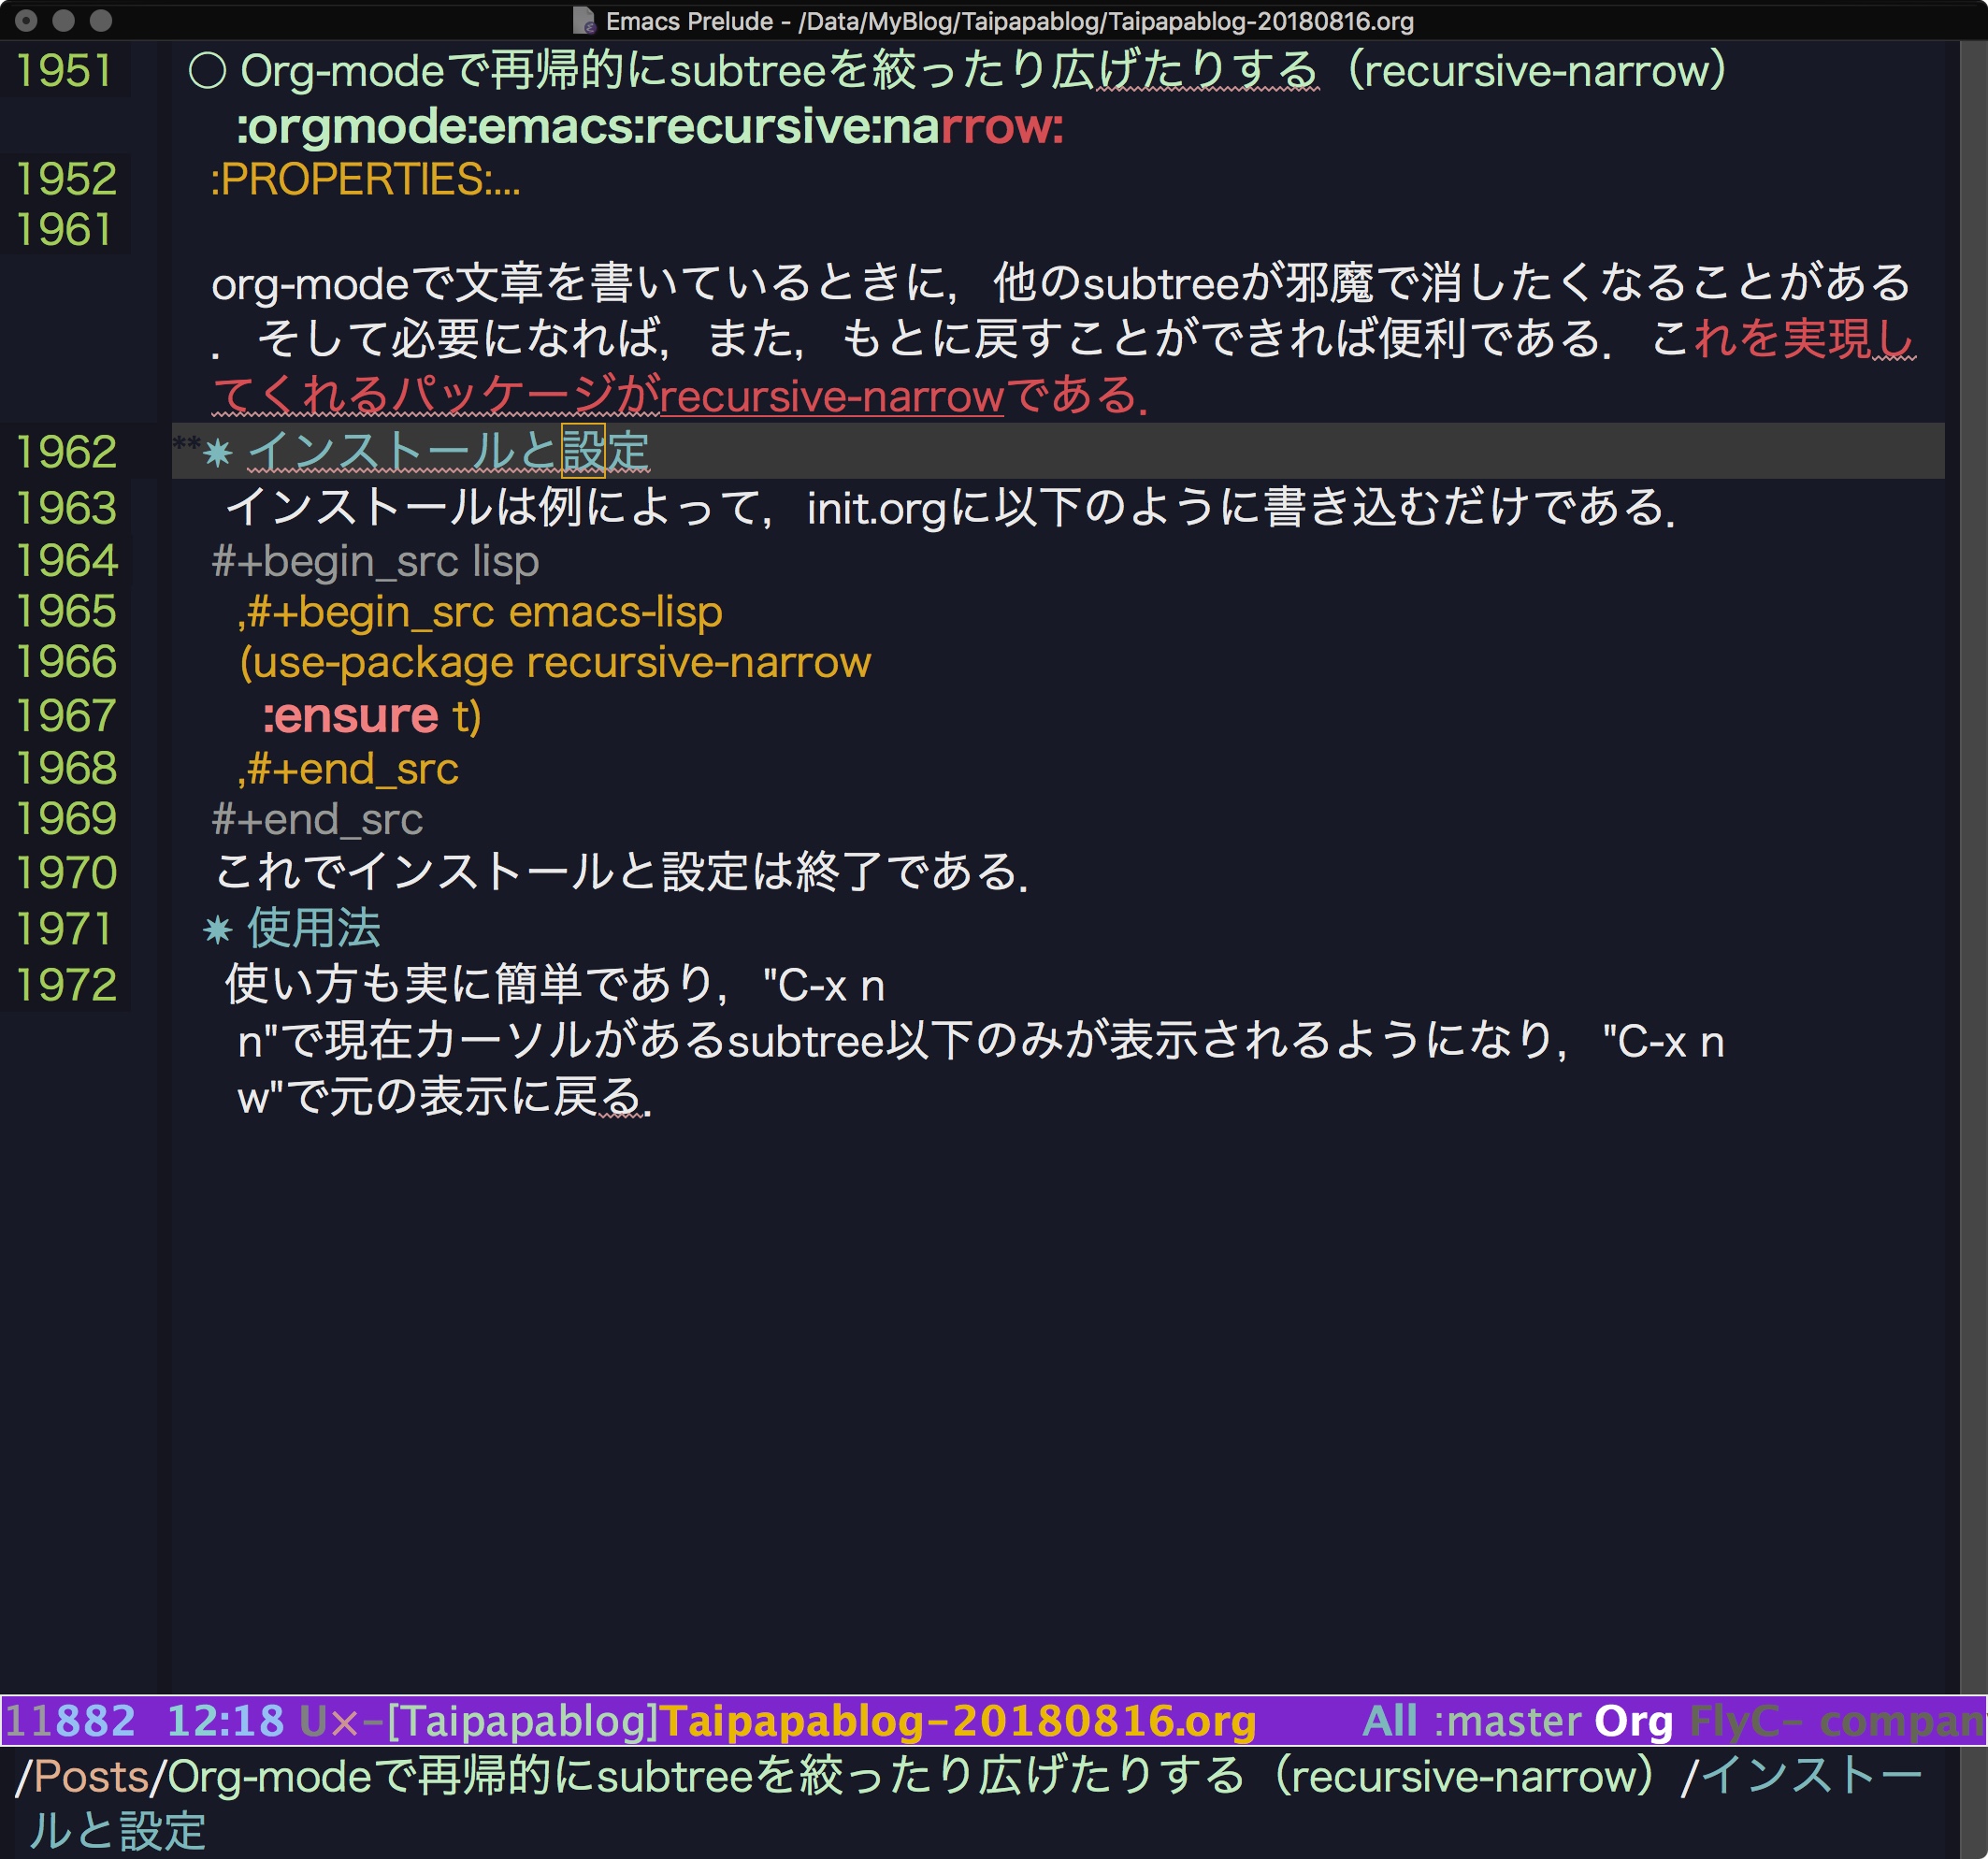 Emacs Prelude - /Data/MyBlog/Taipapablog/Taipapablog-20180816.org
1951 ○ Org-modeで再帰的にsubtreeを絞ったり広げたりする（recursive-narrow）
:orgmode:emacs:recursive:narrow:
1952 :PROPERTIES:...
1961
org-modeで文章を書いているときに，他のsubtreeが邪魔で消したくなることがある
．そして必要になれば，また，もとに戻すことができれば便利である．これを実現し
てくれるパッケージがrecursive-narrowである．
1962 **✸ インストールと設定
1963 インストールは例によって，init.orgに以下のように書き込むだけである．
1964 #+begin_src lisp
1965 ,#+begin_src emacs-lisp
1966 (use-package recursive-narrow
1967 :ensure t)
1968 ,#+end_src
1969 #+end_src
1970 これでインストールと設定は終了である．
1971 ✸ 使用法
1972 使い方も実に簡単であり，"C-x n
n"で現在カーソルがあるsubtree以下のみが表示されるようになり，"C-x n
w"で元の表示に戻る．
11882 12:18 U×-[Taipapablog]Taipapablog-20180816.org All :master Org FlyC- compan
/Posts/Org-modeで再帰的にsubtreeを絞ったり広げたりする（recursive-narrow）/インストー
ルと設定